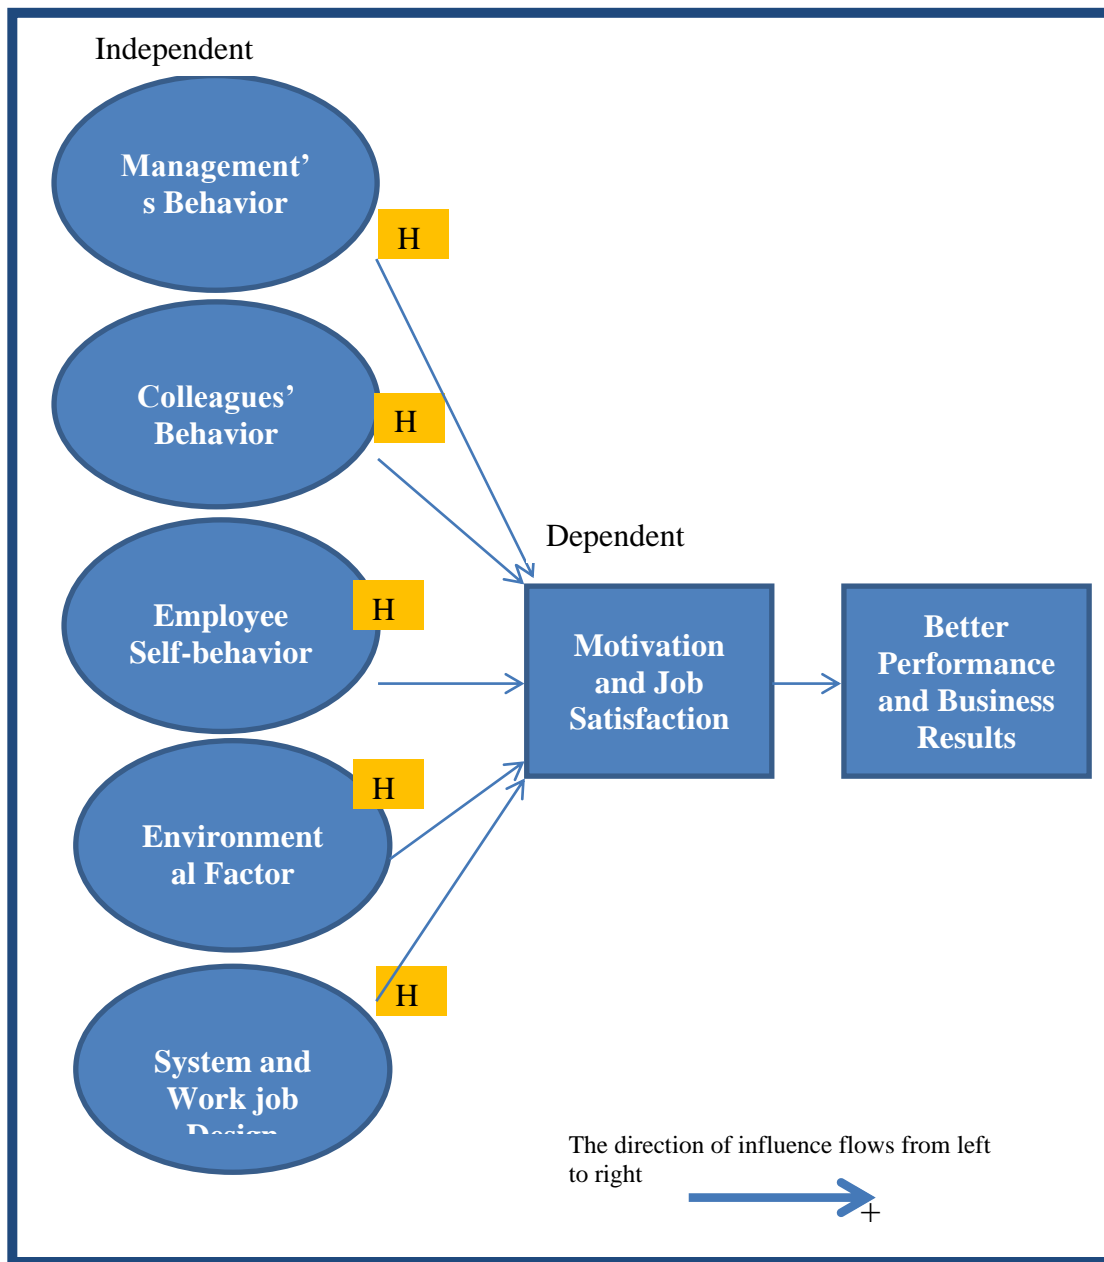 Independent
Management’
s Behavior
H
Colleagues’
Behavior
H
Employee
Self-behavior
H
Environment
al Factor
H
System and
Work job
Design
H
Dependent
Motivation
and Job
Satisfaction
Better
Performance
and Business
Results
The direction of influence flows from left
to right
+